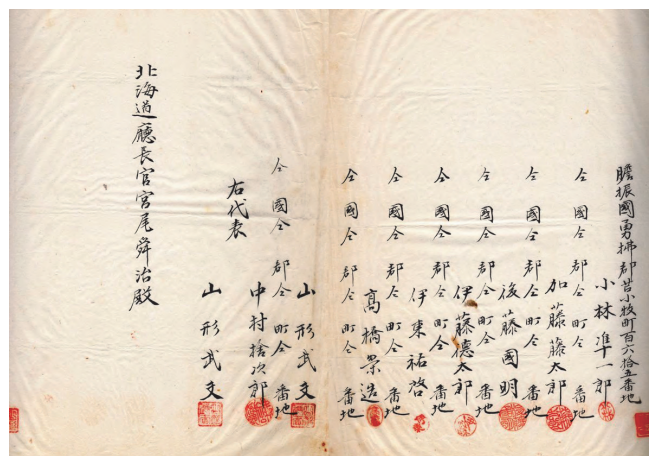 膽振國勇拂郡苫小牧町百六拾五番地
小林准一郎
仝國仝郡仝町仝番地
加藤藤太郎
仝國仝郡仝町仝番地
後藤國明
仝國仝郡仝町仝番地
伊藤德太郎
仝國仝郡仝町仝番地
伊東祐啓
仝國仝郡仝町仝番地
高橋榮造
仝國仝郡仝町仝番地
山形武文
仝國仝郡仝町仝番地
中村捨次郎
右代表
山形武文
北海道廳長官宮尾舜治殿